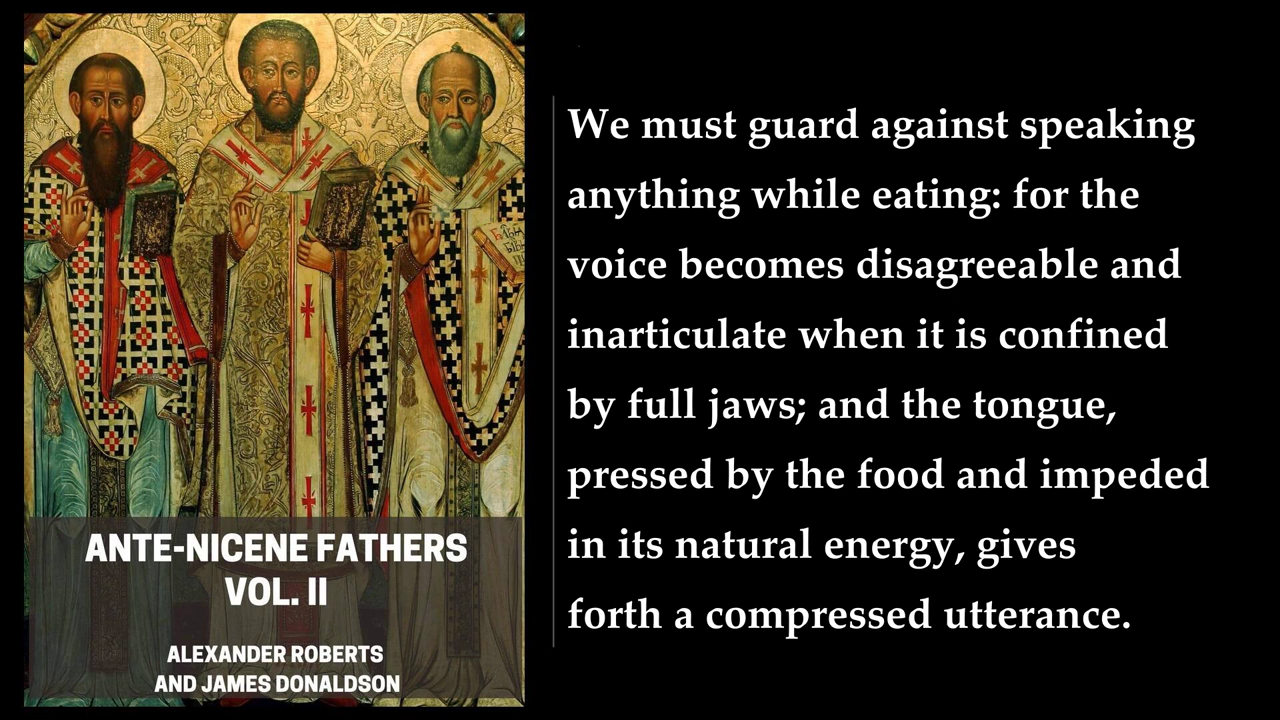 ANTE-NICENE FATHERS
VOL. II
ALEXANDER ROBERTS
AND JAMES DONALDSON
We must guard against speaking
anything while eating: for the
voice becomes disagreeable and
inarticulate when it is confined
by full jaws; and the tongue,
pressed by the food and impeded
in its natural energy, gives
forth a compressed utterance.